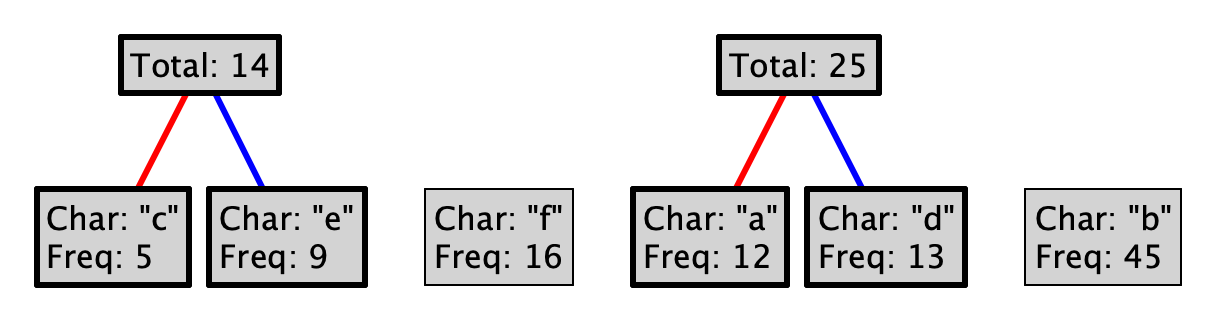 Total: 14
Total: 25
Char: "c"
Freq: 5
Char: "e"
Freq: 9
Char: "f"
Freq: 16
Char: "a"
Freq: 12
Char: "d"
Freq: 13
Char: "b"
Freq: 45